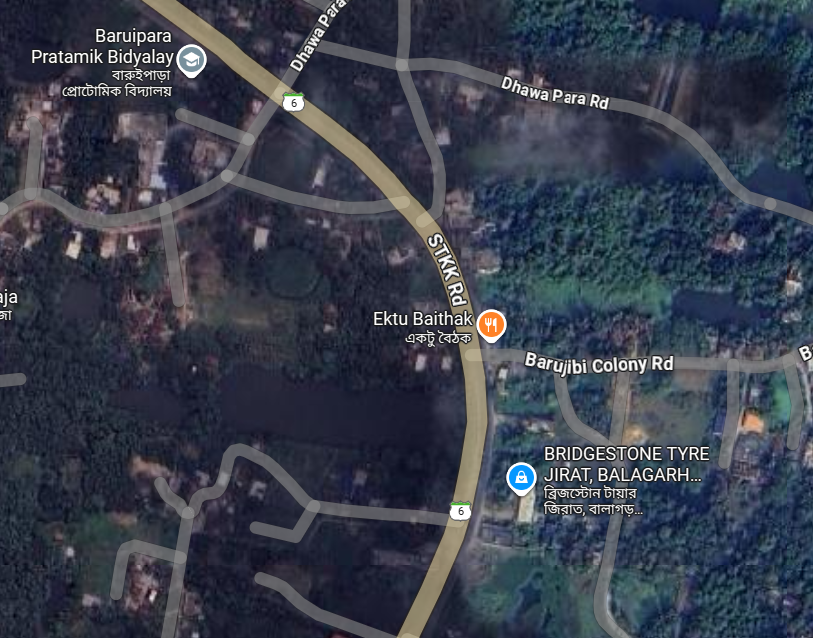 Baruipara
Pratamik Bidyalay
বারুইপাড়া
প্রোটোমিক বিদ্যালয়
Dhawa Para
6
Dhawa Para Rd
STKK Rd
aja
জা
Ektu Baithak
একটু বৈঠক
Barujibi Colony Rd
B
BRIDGESTONE TYRE
JIRAT, BALAGARH...
ব্রিজস্টোন টায়ার
জিরাত, বালাগড়...
6